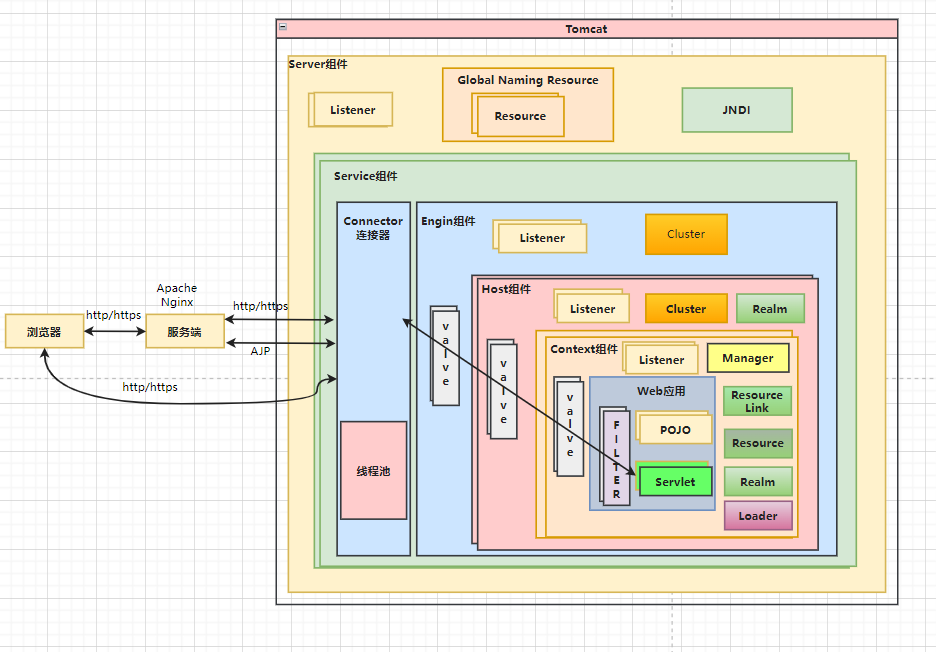 Tomcat
Server组件
Listener
Global Naming Resource
Resource
JNDI
Service组件
Connector
连接器
线程池
Engin组件
Listener
Cluster
valve
Host组件
Listener
Cluster
Realm
valve
Context组件
Listener
Manager
valve
Web应用
FILTER
POJO
Servlet
Resource
Link
Resource
Realm
Loader
浏览器
http/https
Apache
Nginx
服务端
http/https
AJP
http/https